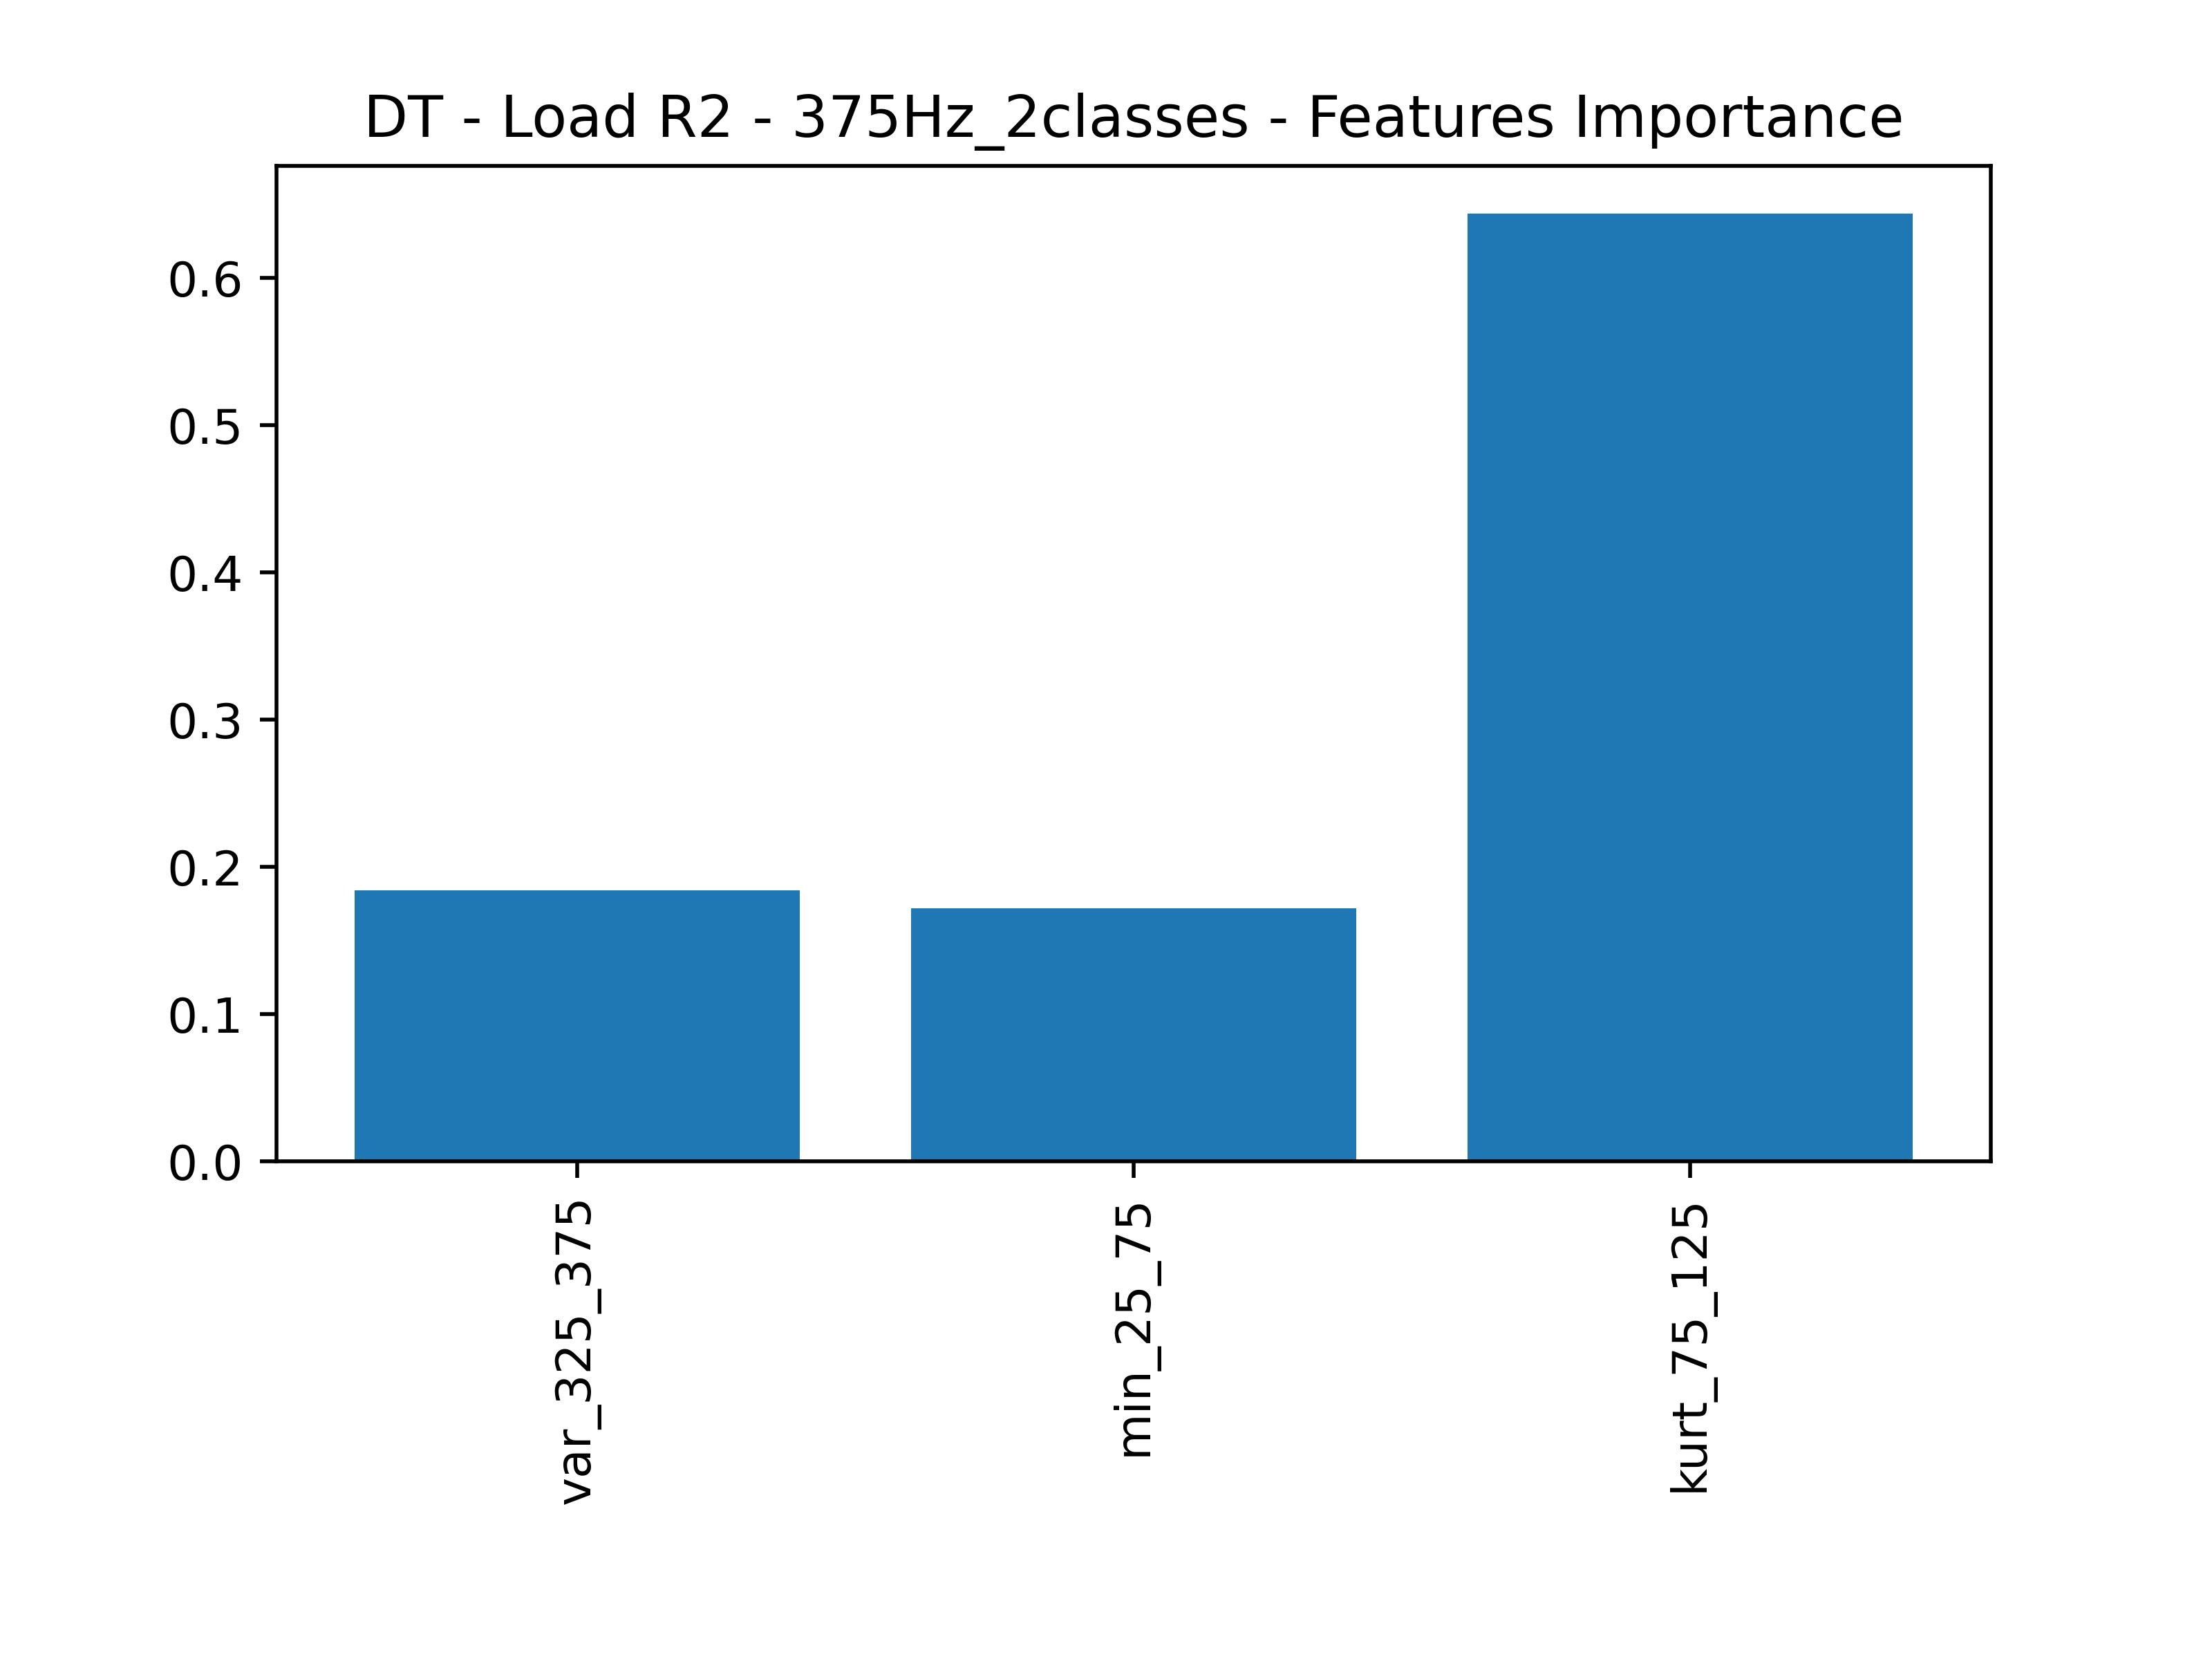 DT - Load R2 - 375Hz_2classes - Features Importance
0.6
0.5
0.4
0.3
0.2
0.1
0.0
var_325_375
min_25_75
kurt_75_125